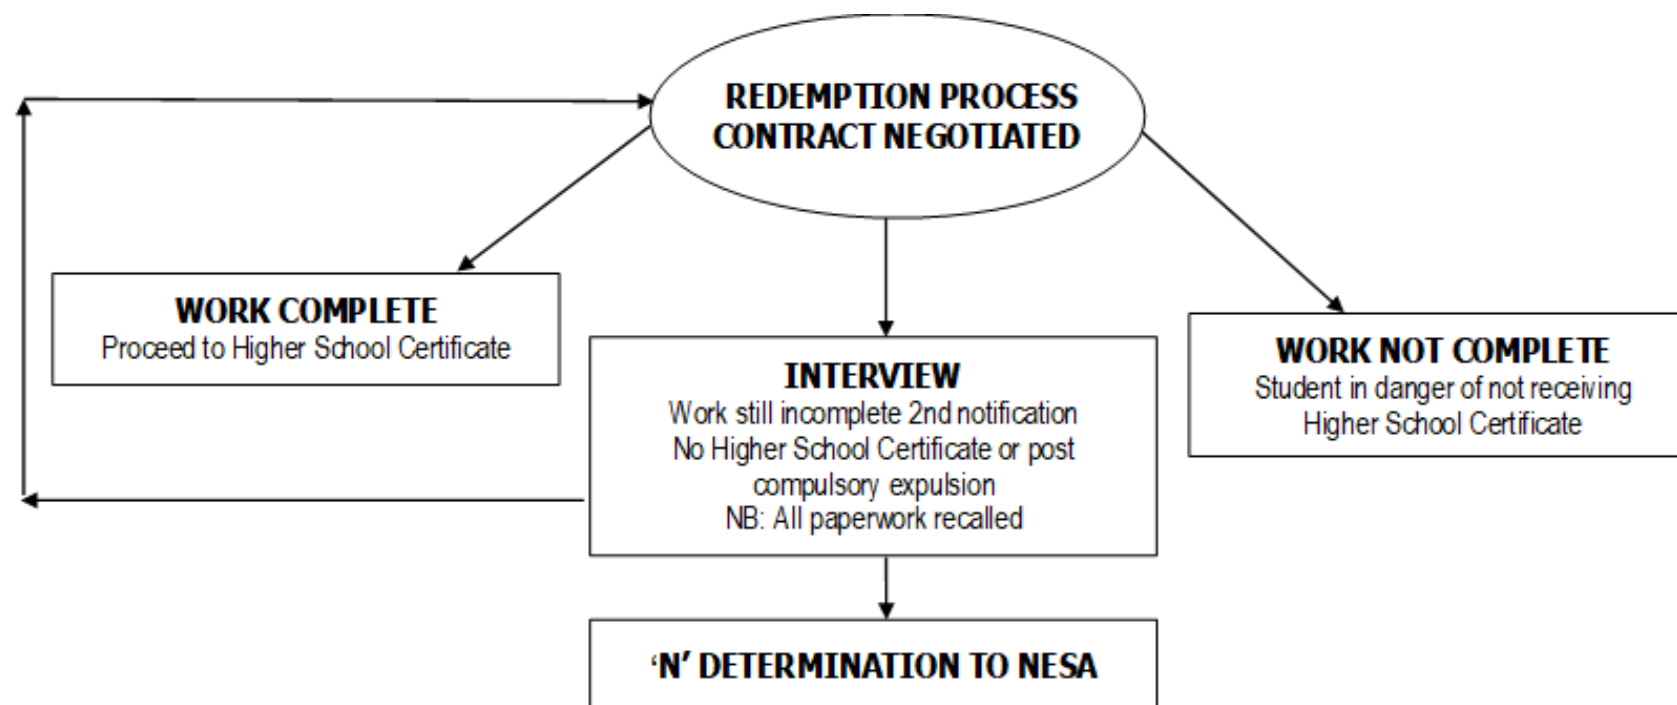 REDEMPTION PROCESS
CONTRACT NEGOTIATED
WORK COMPLETE
Proceed to Higher School Certificate
INTERVIEW
Work still incomplete 2nd notification
No Higher School Certificate or post
compulsory expulsion
NB: All paperwork recalled
WORK NOT COMPLETE
Student in danger of not receiving
Higher School Certificate
‘N’ DETERMINATION TO NESA